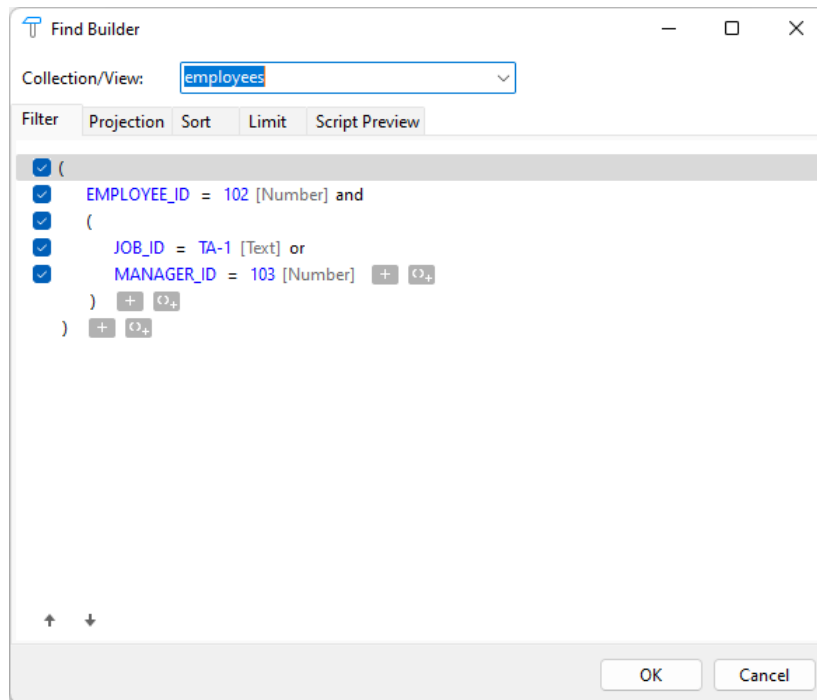 Find Builder
Collection/View: employees
Filter Projection Sort Limit Script Preview
(
EMPLOYEE_ID = 102 [Number] and
(
JOB_ID = TA-1 [Text] or
MANAGER_ID = 103 [Number]
)
)
OK Cancel